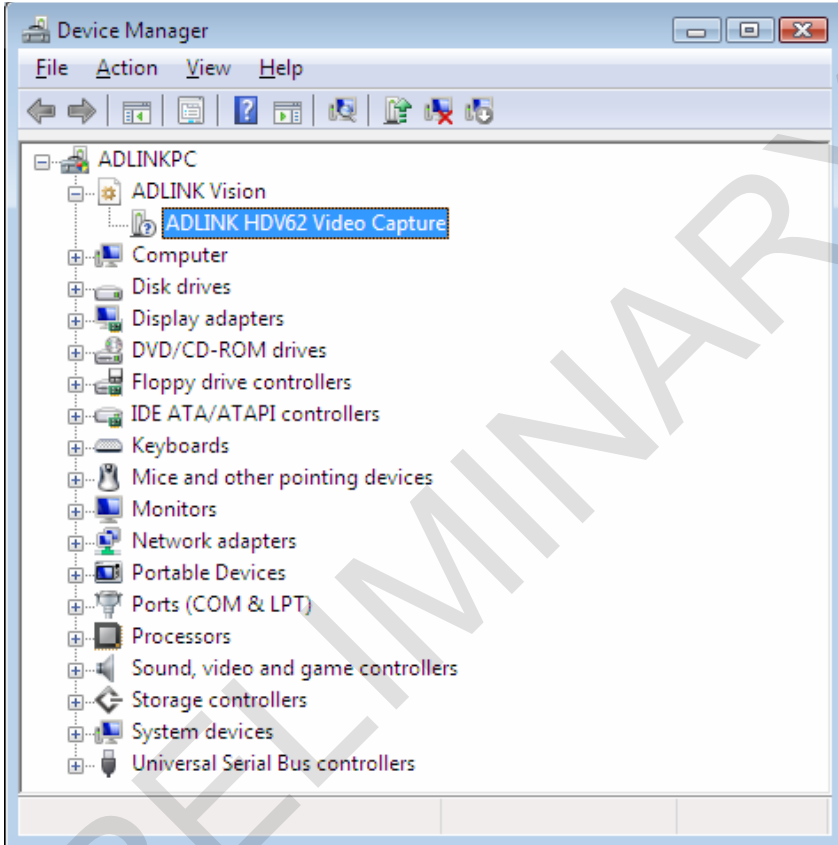 Device Manager
File Action View Help
ADLINKPC
ADLINK Vision
ADLINK HDV62 Video Capture
Computer
Disk drives
Display adapters
DVD/CD-ROM drives
Floppy drive controllers
IDE ATA/ATAPI controllers
Keyboards
Mice and other pointing devices
Monitors
Network adapters
Portable Devices
Ports (COM & LPT)
Processors
Sound, video and game controllers
Storage controllers
System devices
Universal Serial Bus controllers
PRELIMINARY